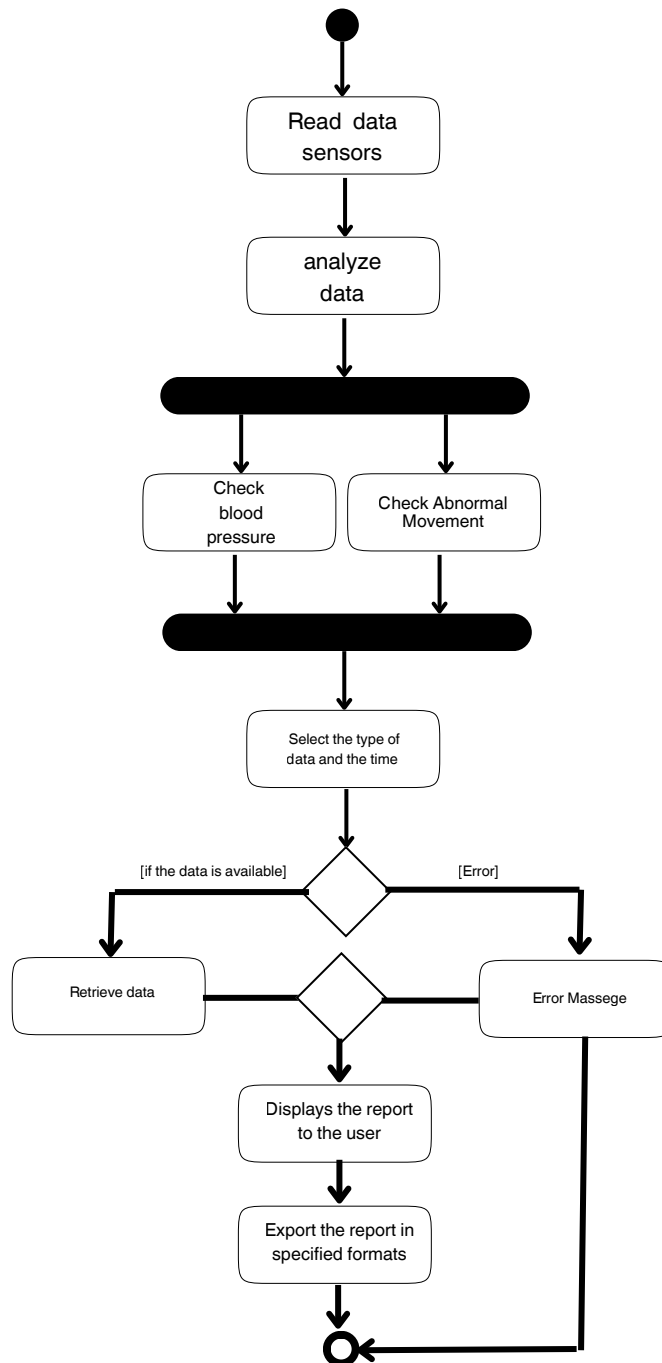 Read data
sensors
analyze
data
Check
blood
pressure
Check Abnormal
Movement
Select the type of
data and the time
[if the data is available]
[Error]
Retrieve data
Error Massege
Displays the report
to the user
Export the report in
specified formats